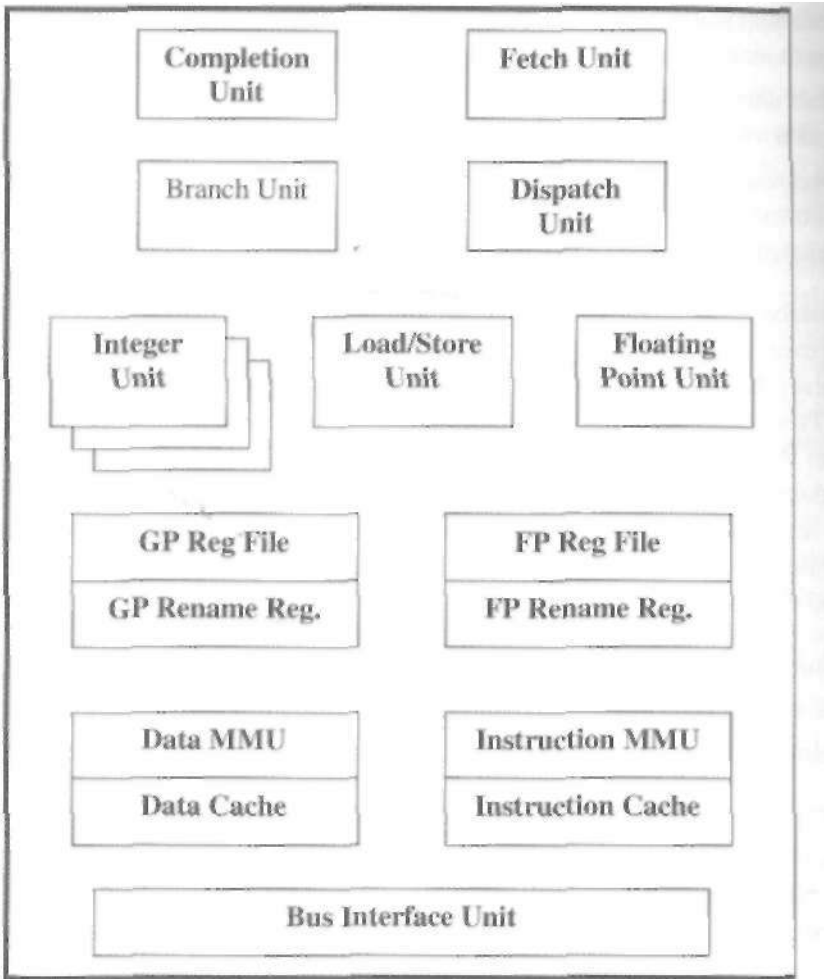 Completion
Unit
Fetch Unit
Branch Unit
Dispatch
Unit
Integer
Unit
Load/Store
Unit
Floating
Point Unit
GP Reg File
GP Rename Reg.
FP Reg File
FP Rename Reg.
Data MMU
Data Cache
Instruction MMU
Instruction Cache
Bus Interface Unit